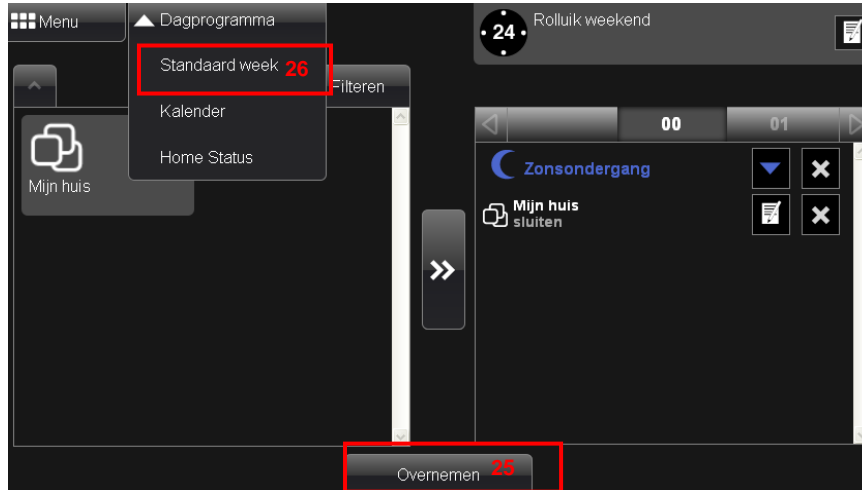 Menu
Dagprogramma
Standaard week 26
Kalender
Home Status
Filteren
Mijn huis
24
Rolluik weekend
00 01
Zonsondergang
Mijn huis
sluiten
Overnemen 25